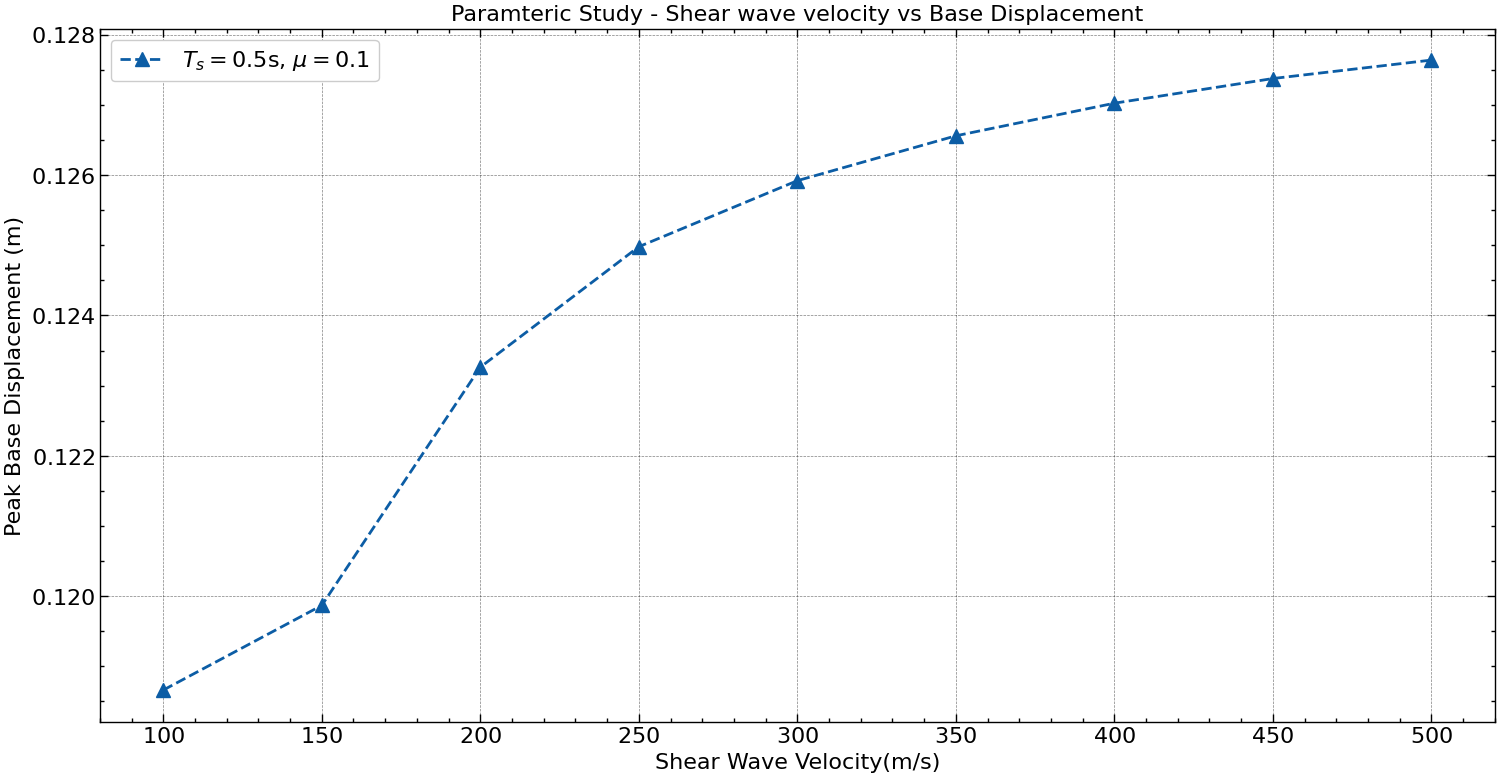 Paramteric Study - Shear wave velocity vs Base Displacement
T_s = 0.5s, μ = 0.1
Peak Base Displacement (m)
0.128
0.126
0.124
0.122
0.120
100 150 200 250 300 350 400 450 500
Shear Wave Velocity(m/s)